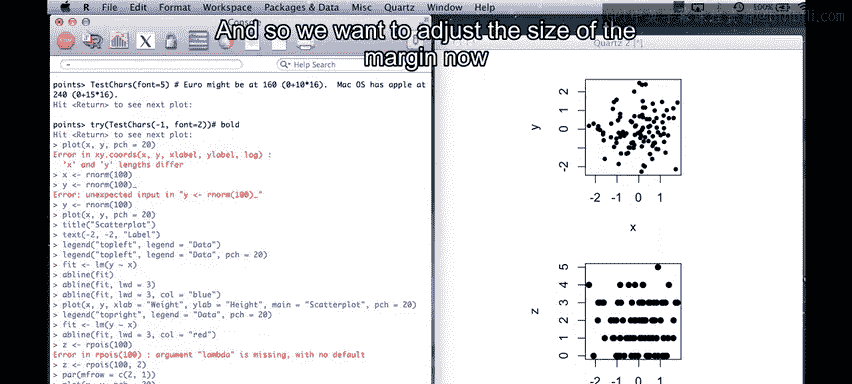 R File Edit Format Workspace Packages & Data Misc Quartz Window Help
And so we want to adjust the size of the
margin now
Help Search
points> TestChars(font=5) # Euro might be at 160 (0+10*16). Mac OS has apple at
240 (0+15*16).
Hit <Return> to see next plot:
points> try(TestChars(-1, font=2))# bold
Hit <Return> to see next plot:
> plot(x, y, pch = 20)
Error in xy.coords(x, y, xlabel, ylabel, log) :
'x' and 'y' lengths differ
> x <- rnorm(100)
> y <- rnorm(100)_
Error: unexpected input in "y <- rnorm(100)_"
> y <- rnorm(100)
> plot(x, y, pch = 20)
> title("Scatterplot")
> text(-2, -2, "Label")
> legend("topleft", legend = "Data")
> legend("topleft", legend = "Data", pch = 20)
> fit <- lm(y ~ x)
> abline(fit)
> abline(fit, lwd = 3)
> abline(fit, lwd = 3, col = "blue")
> plot(x, y, xlab = "Weight", ylab = "Height", main = "Scatterplot", pch = 20)
> legend("topright", legend = "Data", pch = 20)
> fit <- lm(y ~ x)
> abline(fit, lwd = 3, col = "red")
> z <- rpois(100)
Error in rpois(100) : argument "lambda" is missing, with no default
> z <- rpois(100, 2)
> par(mfrow = c(2, 1))
Quartz 2 [*]
y
2
1
0
-2
-2 -1 0 1
x
z
5
4
3
2
1
0
-2 -1 0 1